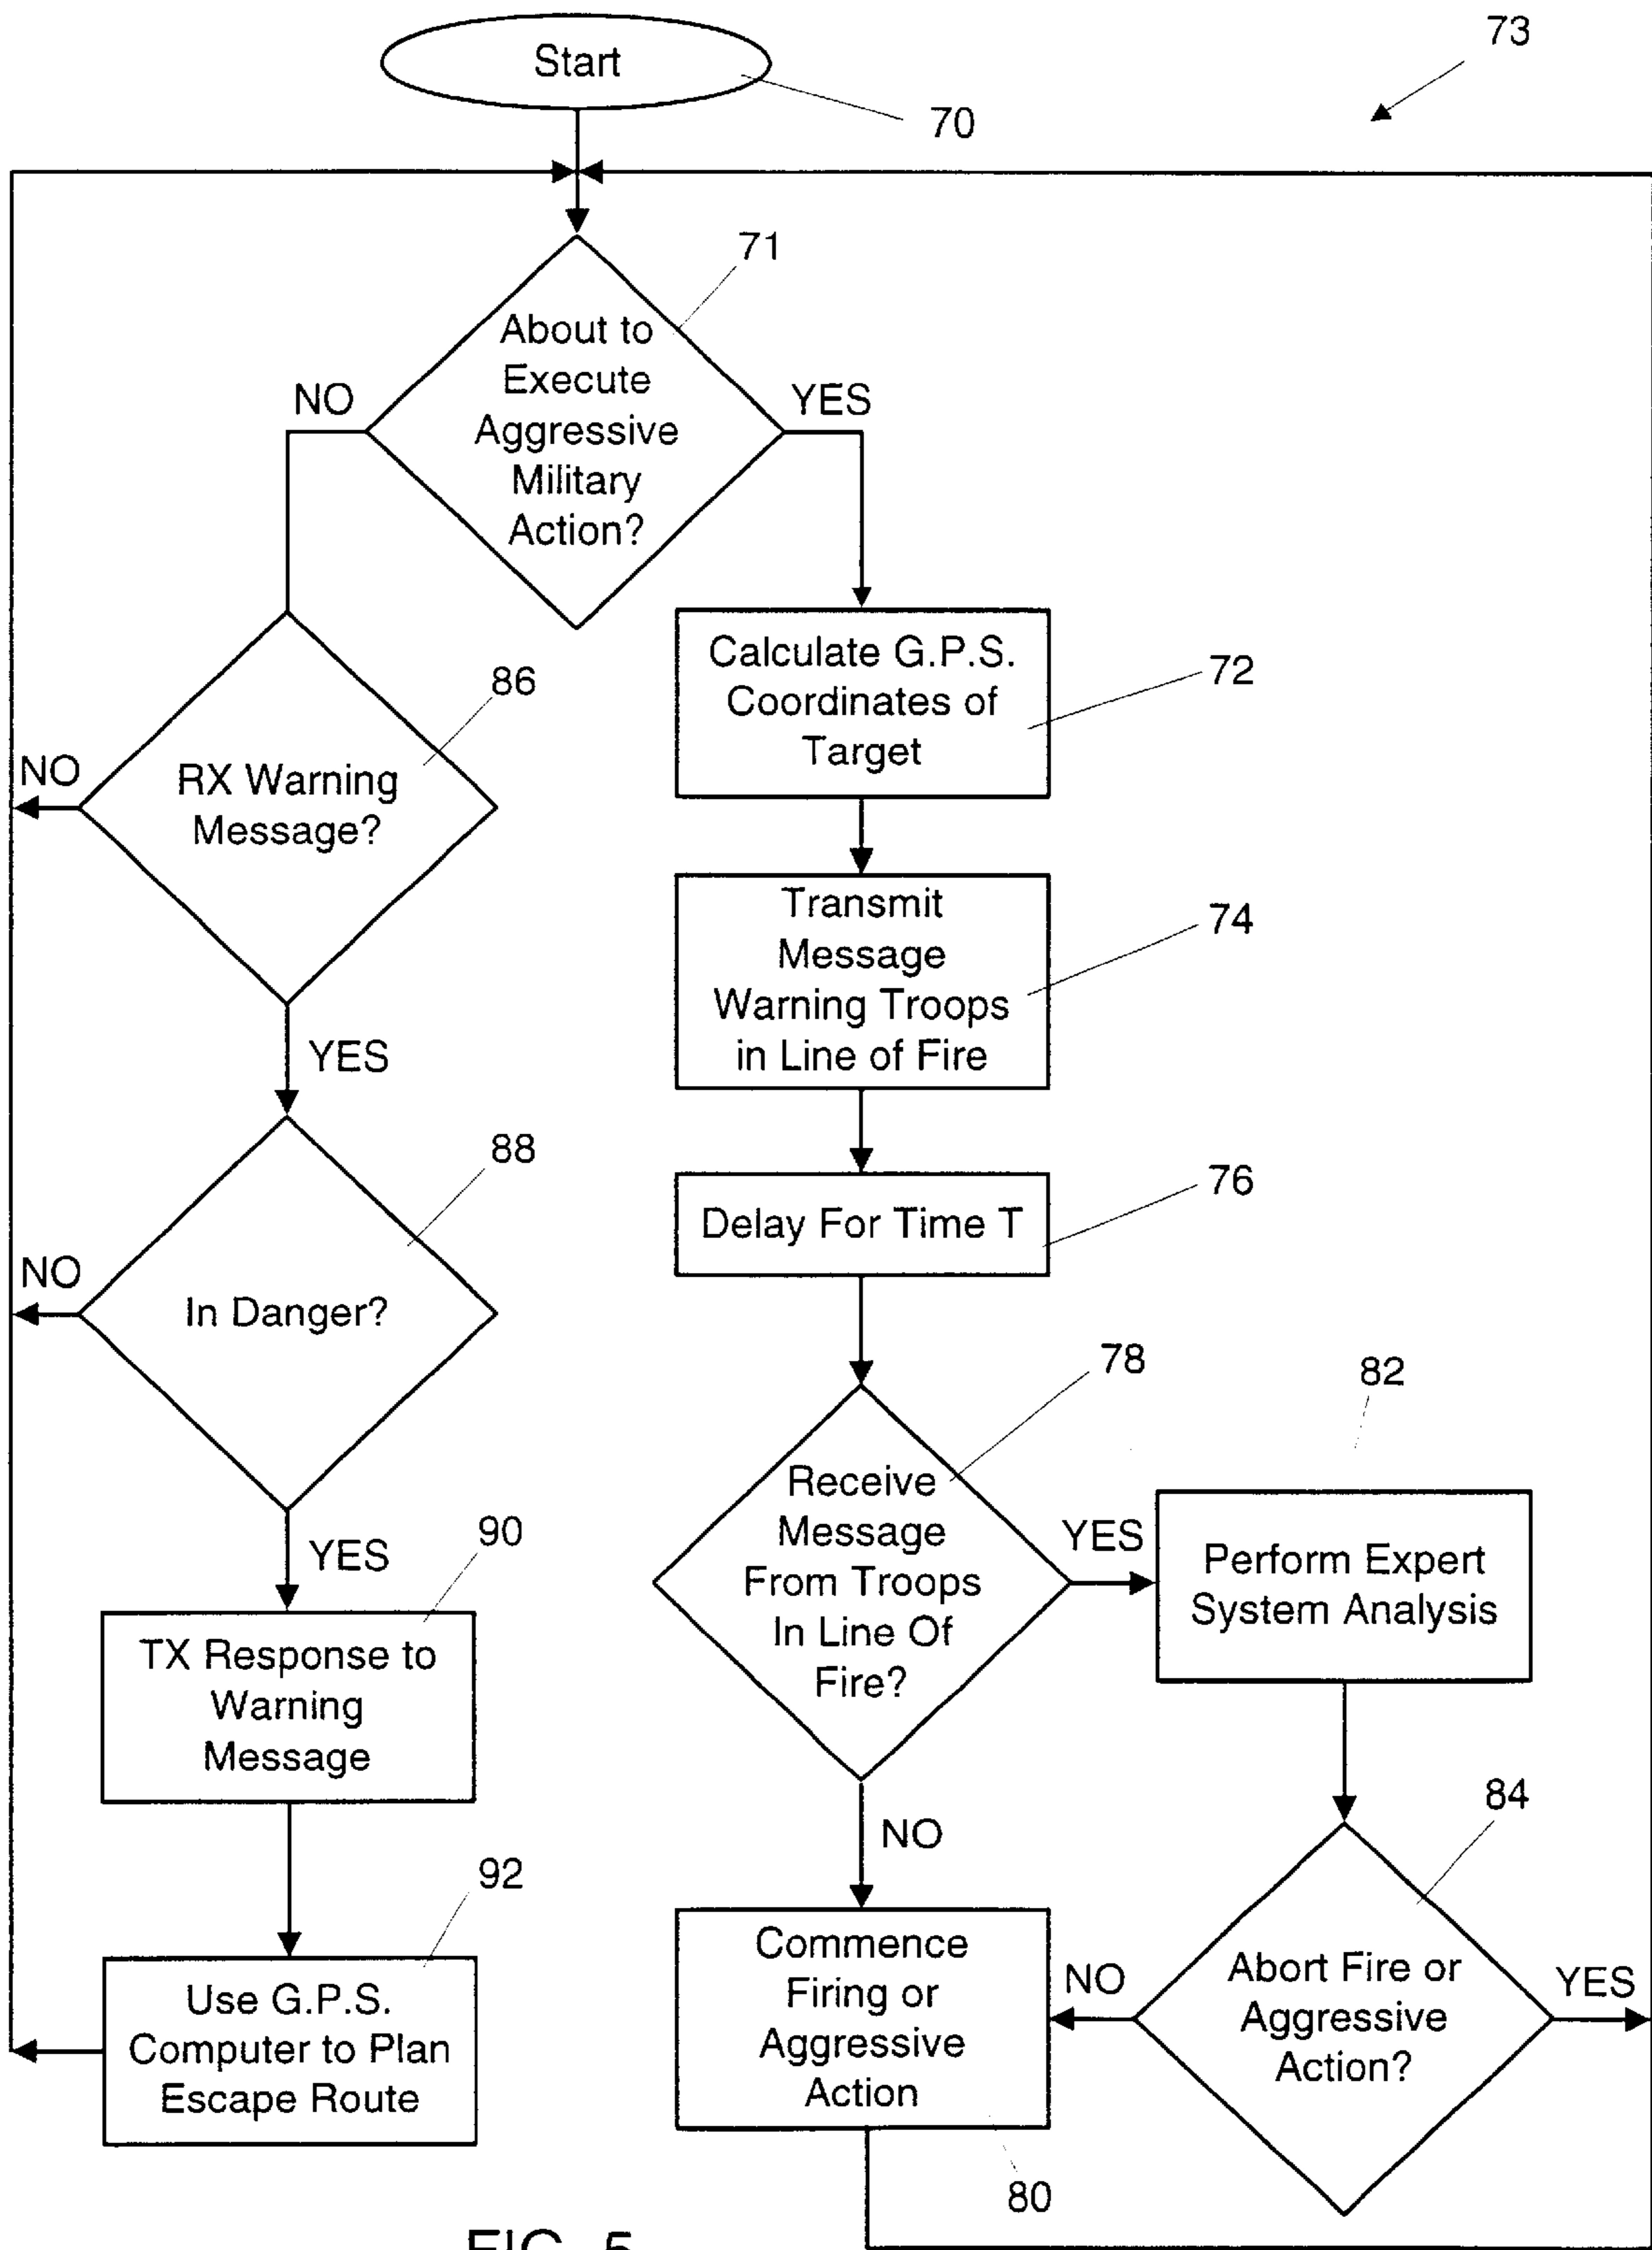 73
Start
70
71
About to
Execute
Aggressive
Military
Action?
NO
YES
Calculate G.P.S.
Coordinates of
Target
72
86
RX Warning
Message?
NO
YES
Transmit
Message
Warning Troops
in Line of Fire
74
88
In Danger?
NO
YES
Delay For Time T
76
78
Receive
Message
From Troops
In Line Of
Fire?
YES
NO
82
Perform Expert
System Analysis
90
TX Response to
Warning
Message
84
Abort Fire or
Aggressive
Action?
NO
YES
92
Use G.P.S.
Computer to Plan
Escape Route
Commence
Firing or
Aggressive
Action
80
FIG. 5